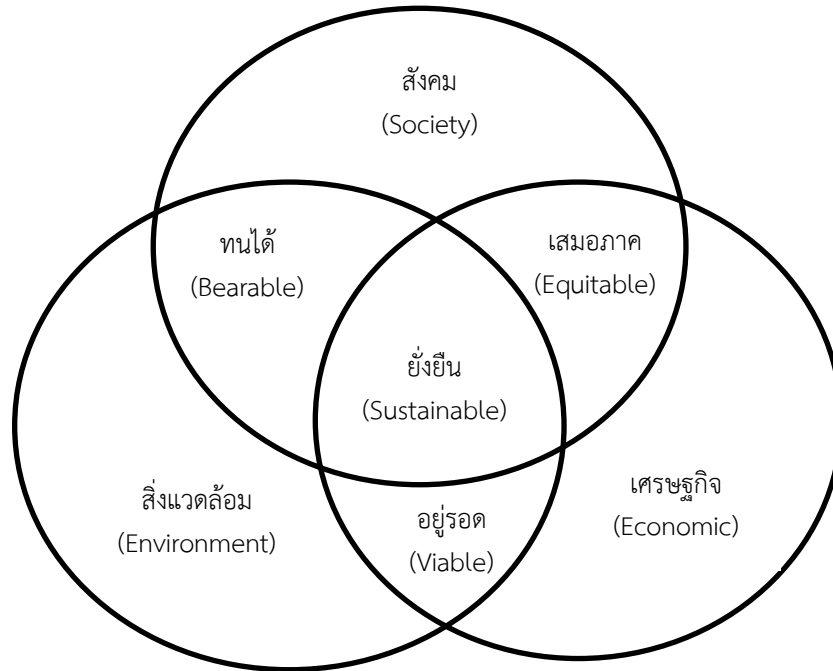 สังคม
(Society)
ทนได้
(Bearable)
เสมอภาค
(Equitable)
ยั่งยืน
(Sustainable)
สิ่งแวดล้อม
(Environment)
อยู่รอด
(Viable)
เศรษฐกิจ
(Economic)